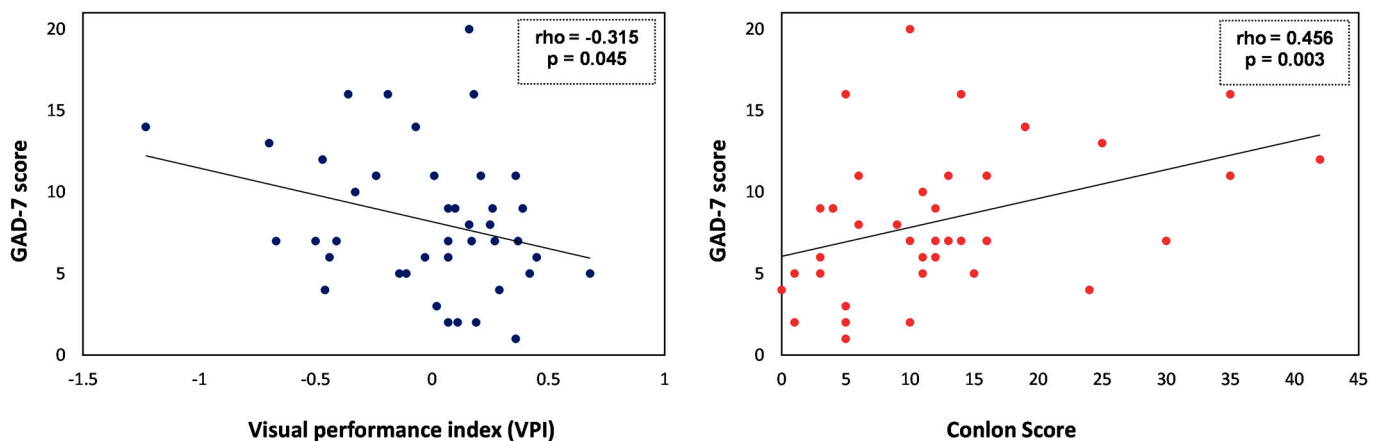 20
15
10
5
0
GAD-7 score
rho = -0.315
p = 0.045
-1.5 -1 -0.5 0 0.5 1
Visual performance index (VPI)
20
15
10
5
0
GAD-7 score
rho = 0.456
p = 0.003
0 5 10 15 20 25 30 35 40 45
Conlon Score